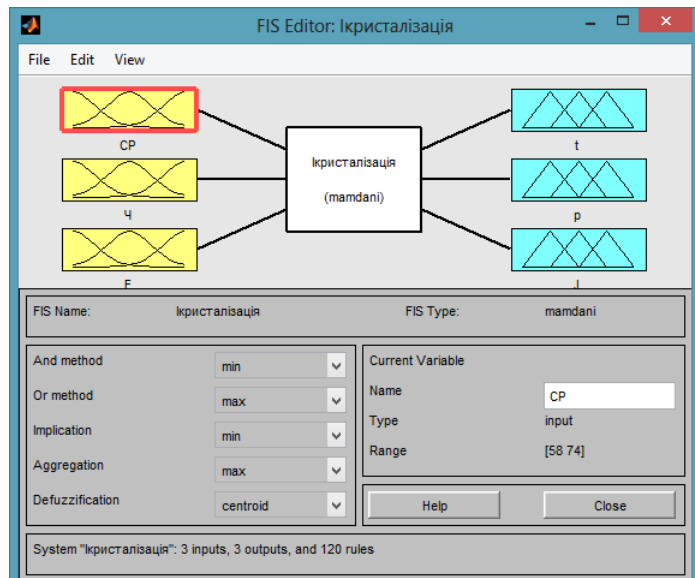 FIS Editor: Ікристалізація
File Edit View
СР
Ч
Ікристалізація
(mamdani)
t
p
FIS Name: Ікристалізація FIS Type: mamdani
And method min
Or method max
Implication min
Aggregation max
Defuzzification centroid
Current Variable
Name СР
Type input
Range [58 74]
Help Close
System "Ікристалізація": 3 inputs, 3 outputs, and 120 rules